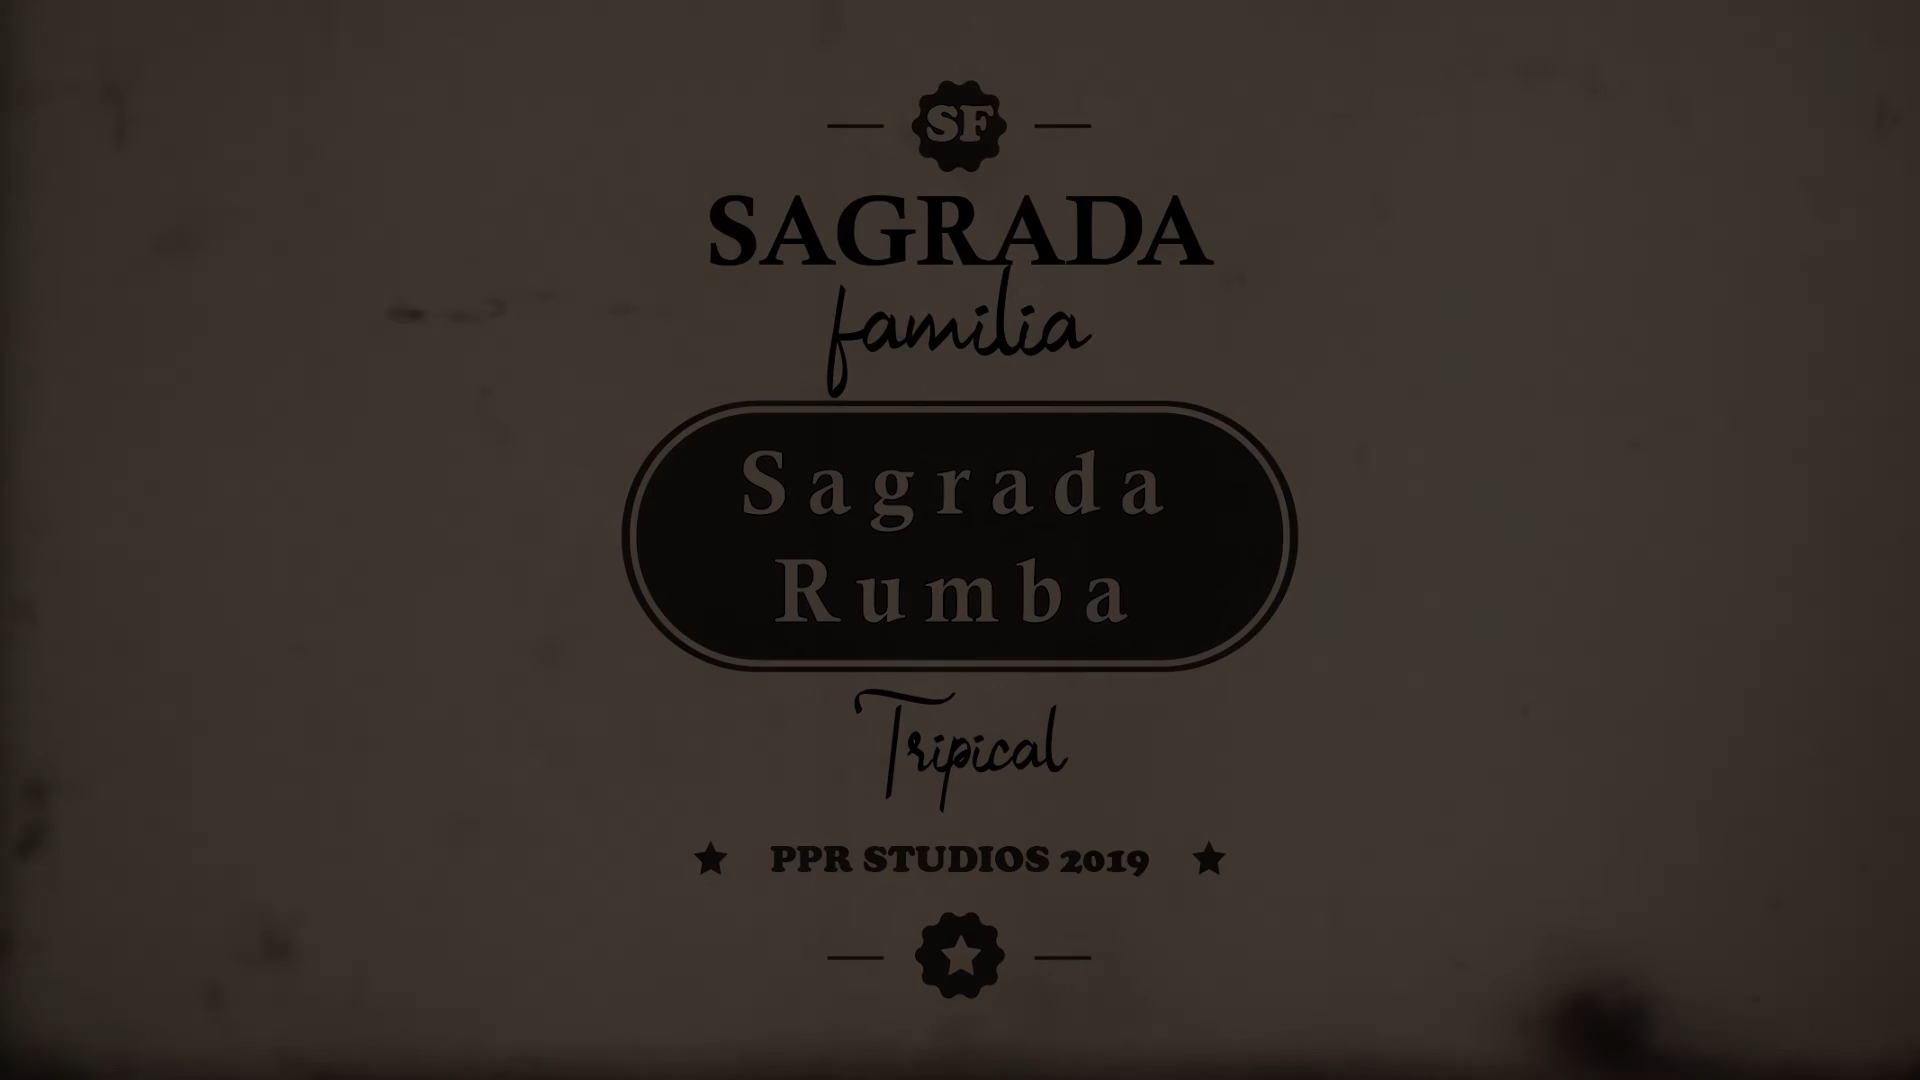 SF
SAGRADA
familia
Sagrada
Rumba
Tripical
PPR STUDIOS 2019